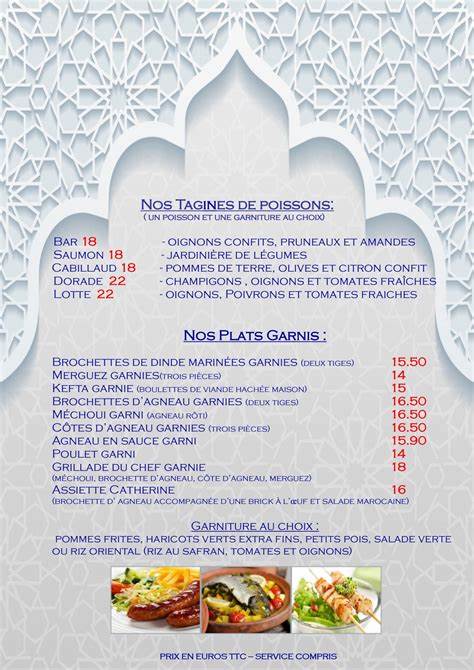 Nos Tagines de poissons:
( un poisson et une garniture au choix)
Bar 18 - oignons confits, pruneaux et amandes
Saumon 18 - jardinière de légumes
Cabillaud 18 - pommes de terre, olives et citron confit
Dorade 22 - champigons , oignons et tomates fraîches
Lotte 22 - oignons, Poivrons et tomates fraiches
Nos Plats Garnis :
Brochettes de dinde marinées garnies (deux tiges) 15.50
Merguez garnies(trois pièces) 14
Kefta garnie (boulettes de viande hachée maison) 15
Brochettes d'agneau garnies (deux tiges) 16.50
Méchoui garni (agneau rôti) 16.50
Côtes d'agneau garnies (trois pièces) 16.50
Agneau en sauce garni 15.90
Poulet garni 14
Grillade du chef garnie 18
(méchoui, brochette d'agneau, côte d'agneau, merguez)
Assiette Catherine 16
(brochette d' agneau accompagnée d'une brick à l'œuf et salade marocaine)
Garniture au choix :
pommes frites, haricots verts extra fins, petits pois, salade verte
ou riz oriental (riz au safran, tomates et oignons)
PRIX EN EUROS TTC – SERVICE COMPRIS